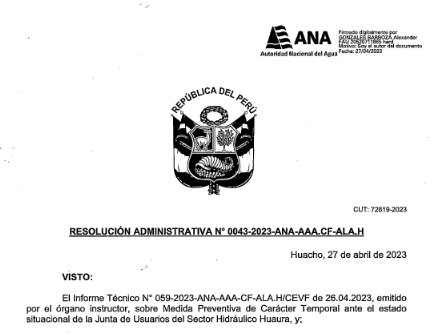 ANA
Autoridad Nacional del Agua
Firmado digitalmente por
GONZALES BARBOZA Alexander
Motivo: Soy el autor del documento
Fecha: 27/04/2023
REPÚBLICA DEL PERÚ
CUT: 72819-2023
RESOLUCIÓN ADMINISTRATIVA N° 0043-2023-ANA-AAA.CF-ALA.H
Huacho, 27 de abril de 2023
VISTO:
El Informe Técnico N° 059-2023-ANA-AAA-CF-ALA.H/CEVF de 26.04.2023, emitido
por el órgano instructor, sobre Medida Preventiva de Carácter Temporal ante el estado
situacional de la Junta de Usuarios del Sector Hidráulico Huaura, y;